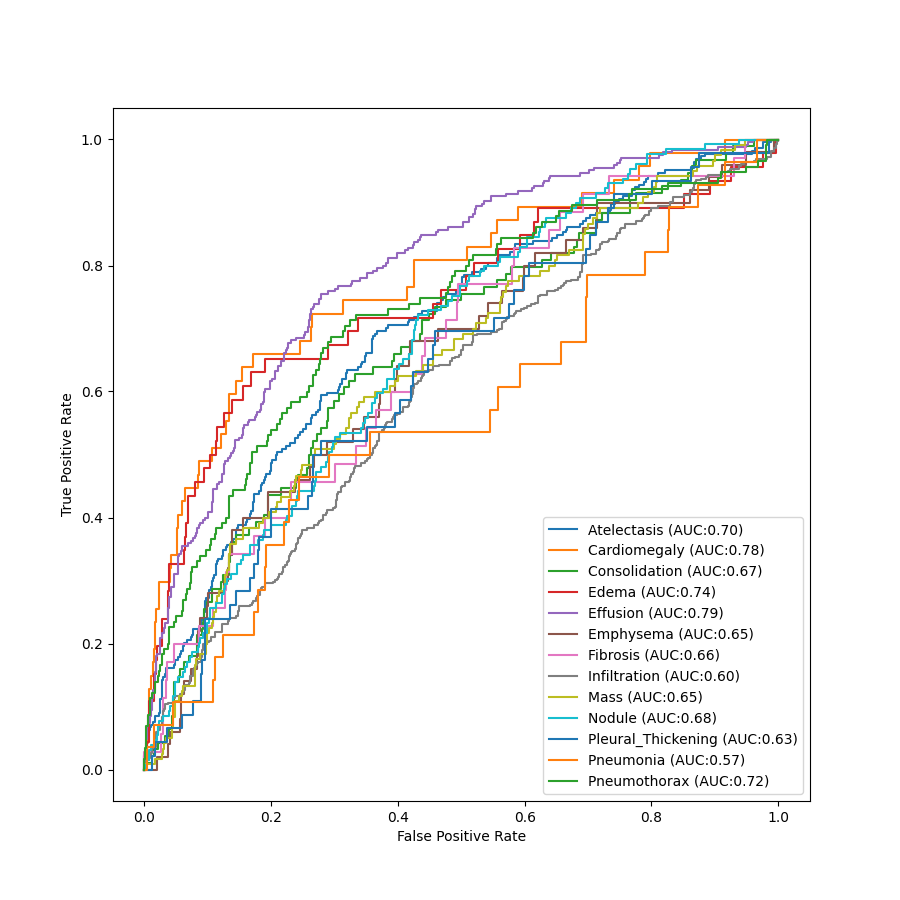 1.0
0.8
0.6
0.4
0.2
0.0
True Positive Rate
Atelectasis (AUC:0.70)
Cardiomegaly (AUC:0.78)
Consolidation (AUC:0.67)
Edema (AUC:0.74)
Effusion (AUC:0.79)
Emphysema (AUC:0.65)
Fibrosis (AUC:0.66)
Infiltration (AUC:0.60)
Mass (AUC:0.65)
Nodule (AUC:0.68)
Pleural_Thickening (AUC:0.63)
Pneumonia (AUC:0.57)
Pneumothorax (AUC:0.72)
0.0 0.2 0.4 0.6 0.8 1.0
False Positive Rate